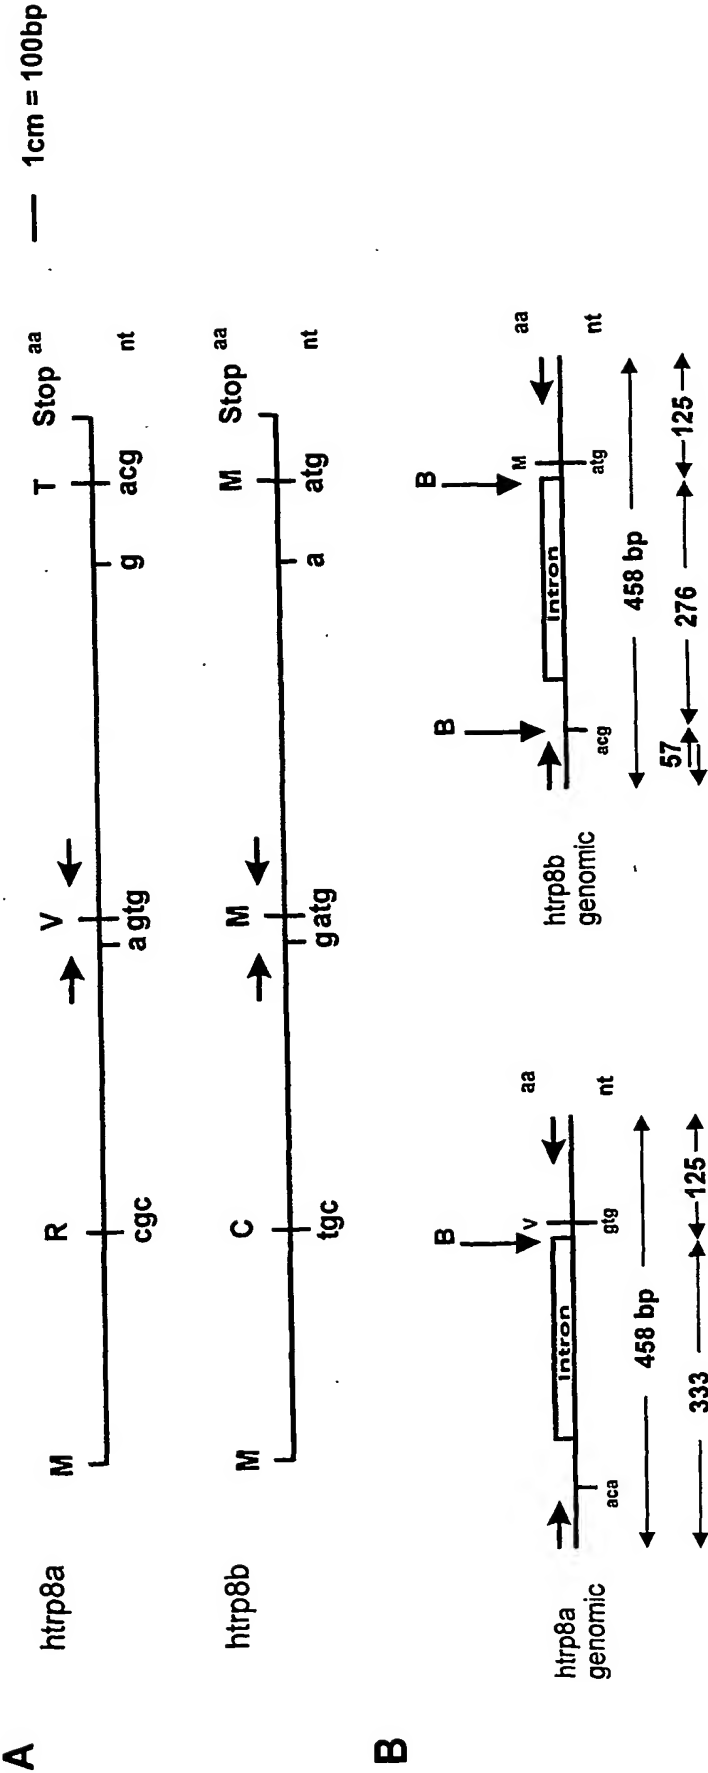 A
1cm = 100bp
htrp8a
M R V T Stop aa
cgc a gtg g acg nt
htrp8b
M C M M Stop aa
tgc g atg a atg nt
B
htrp8a
genomic
B
V aa
Intron
aca gtg nt
458 bp
333 125
htrp8b
genomic
B B
M aa
Intron
acg atg nt
458 bp
57 276 125